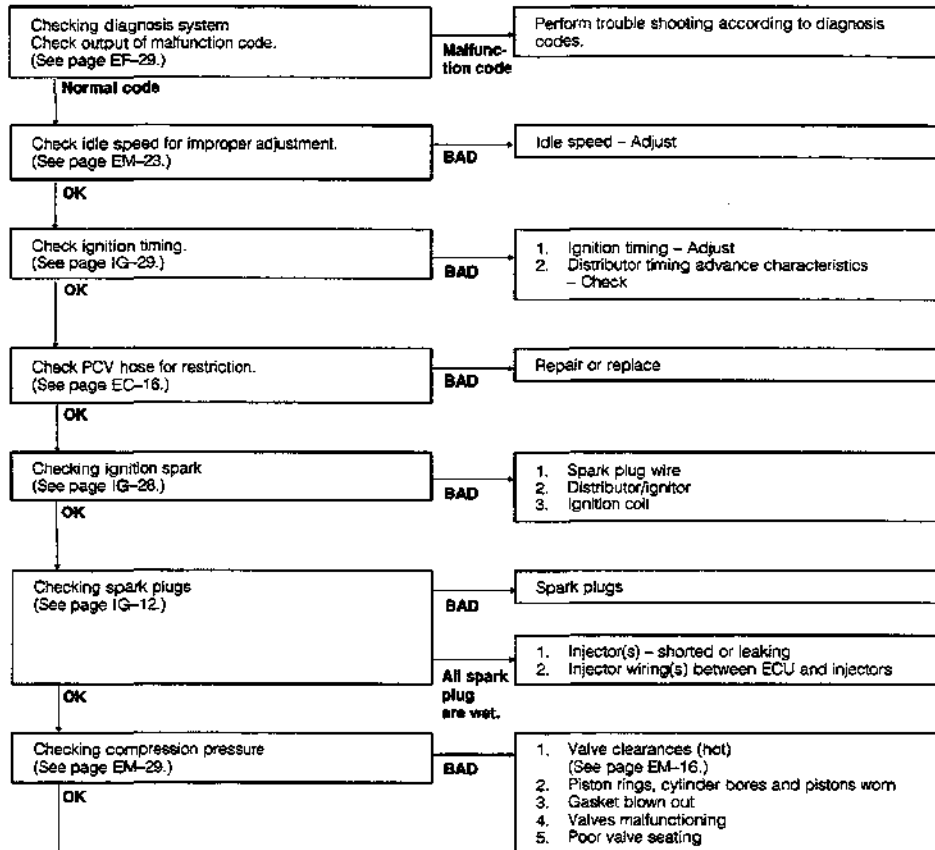 Checking diagnosis system
Check output of malfunction code.
(See page EF–29.)
Malfunc-
tion code
Perform trouble shooting according to diagnosis
codes.
Normal code
Check idle speed for improper adjustment.
(See page EM–23.)
BAD
Idle speed – Adjust
OK
Check ignition timing.
(See page IG–29.)
BAD
1. Ignition timing – Adjust
2. Distributor timing advance characteristics
– Check
OK
Check PCV hose for restriction.
(See page EC–16.)
BAD
Repair or replace
OK
Checking ignition spark
(See page IG–28.)
BAD
1. Spark plug wire
2. Distributor/ignitor
3. Ignition coil
OK
Checking spark plugs
(See page IG–12.)
BAD
Spark plugs
All spark
plug
are wet.
1. Injector(s) – shorted or leaking
2. Injector wiring(s) between ECU and injectors
OK
Checking compression pressure
(See page EM–29.)
BAD
1. Valve clearances (hot)
(See page EM–16.)
2. Piston rings, cylinder bores and pistons worn
3. Gasket blown out
4. Valves malfunctioning
5. Poor valve seating
OK